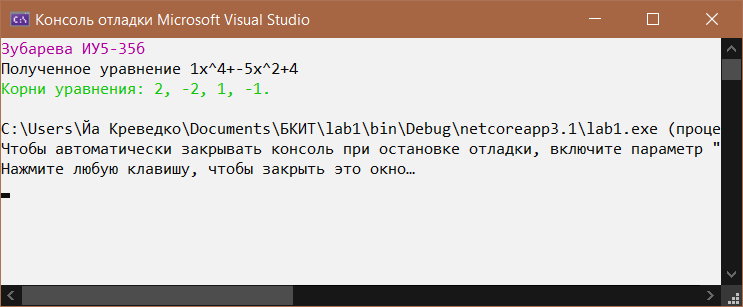 Консоль отладки Microsoft Visual Studio
Зубарева ИУ5-35б
Полученное уравнение 1x^4+-5x^2+4
Корни уравнения: 2, -2, 1, -1.
C:\Users\Йа Креведко\Documents\БКИТ\lab1\bin\Debug\netcoreapp3.1\lab1.exe (проце
Чтобы автоматически закрывать консоль при остановке отладки, включите параметр "
Нажмите любую клавишу, чтобы закрыть это окно…